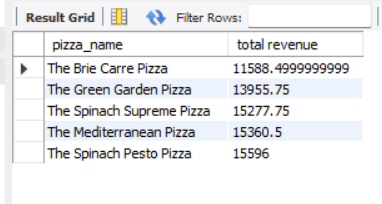 Result Grid Filter Rows:
pizza_name total revenue
The Brie Carre Pizza 11588.4999999999
The Green Garden Pizza 13955.75
The Spinach Supreme Pizza 15277.75
The Mediterranean Pizza 15360.5
The Spinach Pesto Pizza 15596